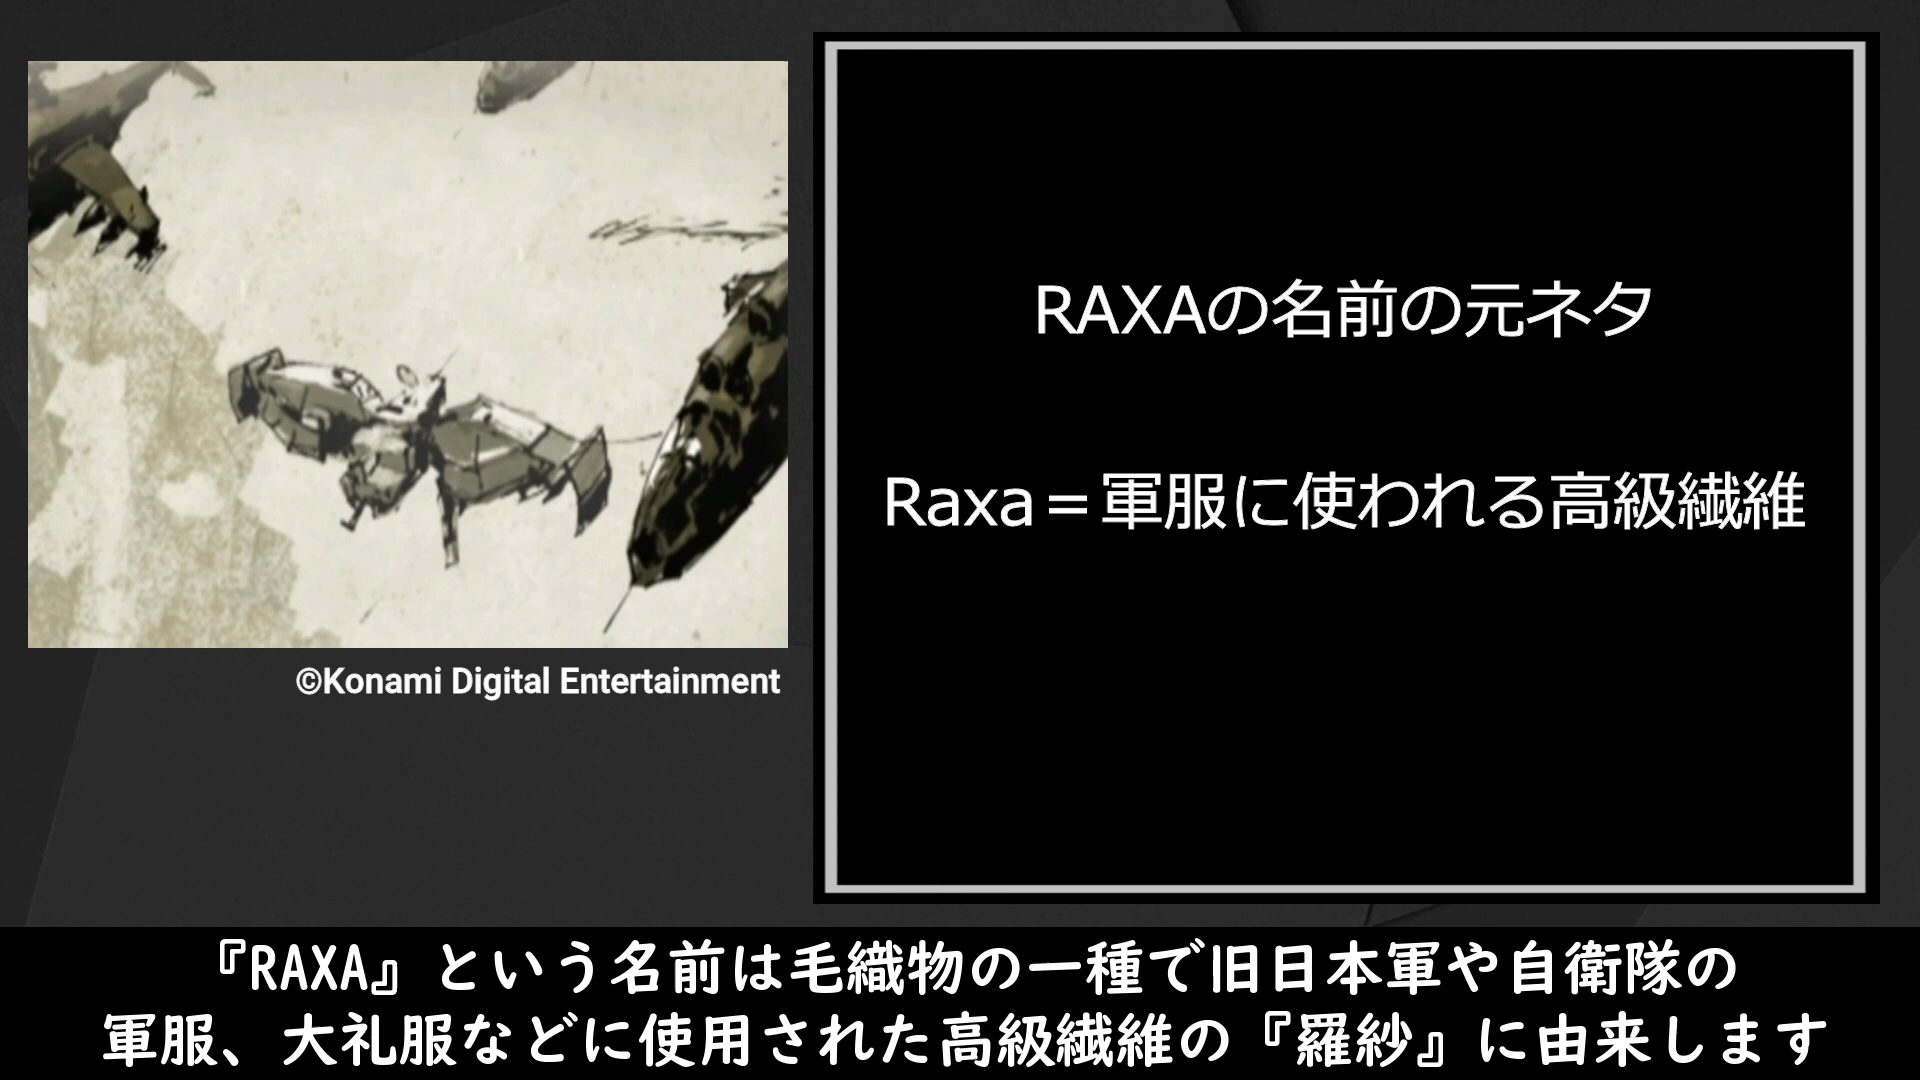 RAXAの名前の元ネタ
Raxa＝軍服に使われる高級繊維
©Konami Digital Entertainment
『RAXA』という名前は毛織物の一種で旧日本軍や自衛隊の
軍服、大礼服などに使用された高級繊維の『羅紗』に由来します